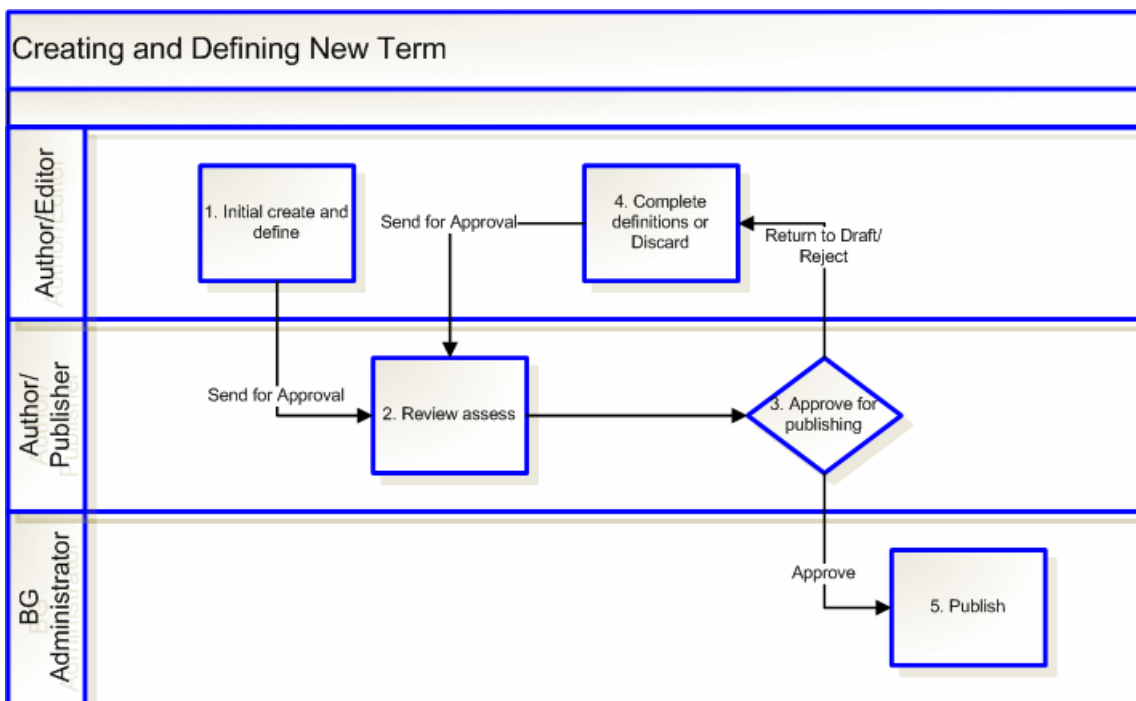 Creating and Defining New Term
Author/Editor
1. Initial create and
define
Send for Approval
4. Complete
definitions or
Discard
Return to Draft/
Reject
Author/
Publisher
Send for Approval
2. Review assess
3. Approve for
publishing
BG
Administrator
Approve
5. Publish